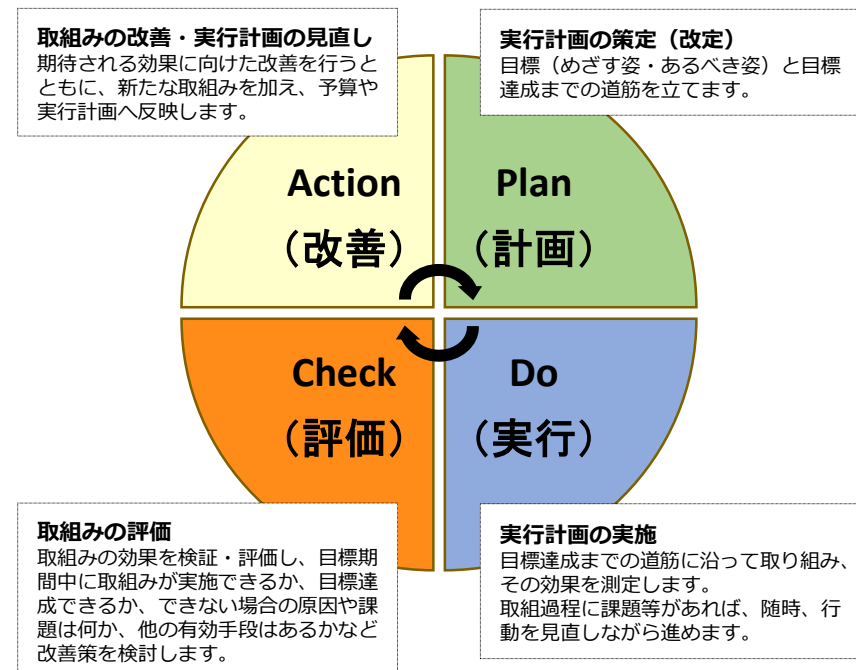 取組みの改善・実行計画の見直し
期待される効果に向けた改善を行うと
ともに、新たな取組みを加え、予算や
実行計画へ反映します。
実行計画の策定（改定）
目標（めざす姿・あるべき姿）と目標
達成までの道筋を立てます。
Action
（改善）
Plan
（計画）
Check
（評価）
Do
（実行）
取組みの評価
取組みの効果を検証・評価し、目標期
間中に取組みが実施できるか、目標達
成できるか、できない場合の原因や課
題は何か、他の有効手段はあるかなど
改善策を検討します。
実行計画の実施
目標達成までの道筋に沿って取り組み、
その効果を測定します。
取組過程に課題等があれば、随時、行
動を見直しながら進めます。